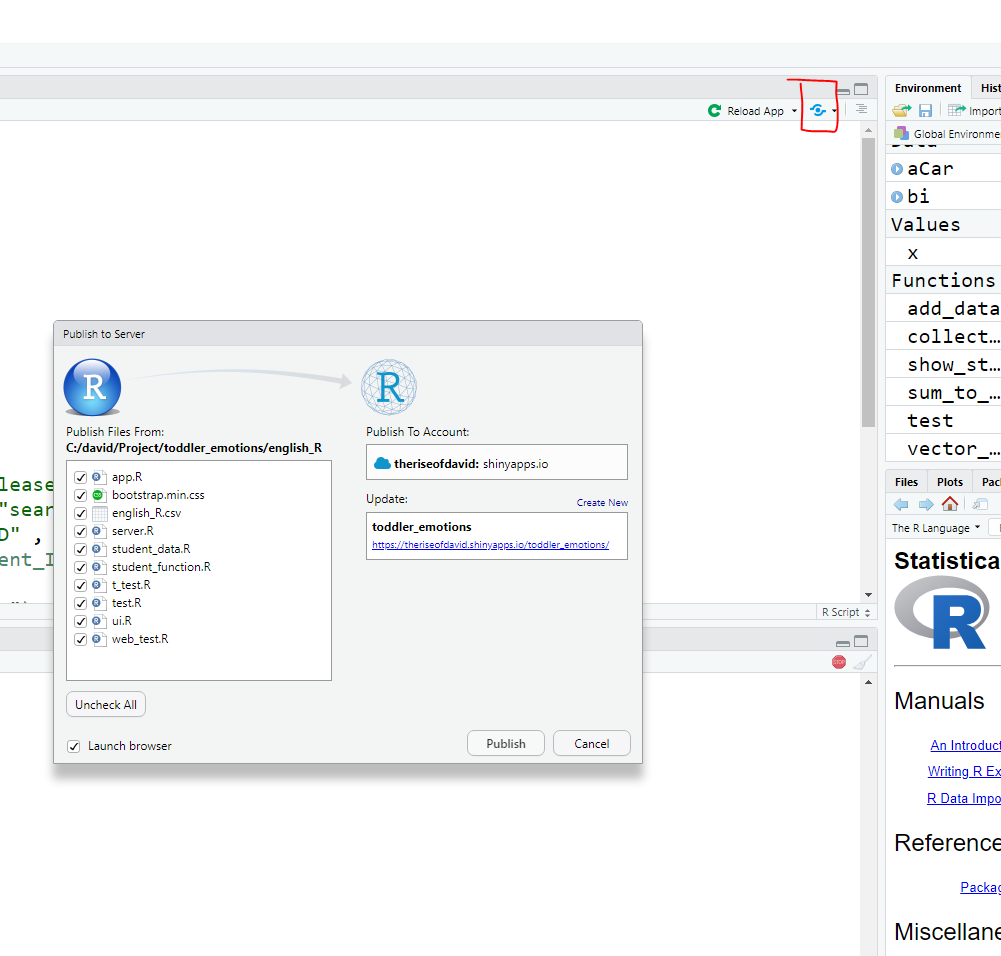 Environment Hist
Reload App
Import
Global Environme
Data
aCar
bi
Values
x
Functions
add_data
collect…
show_st…
sum_to_…
test
vector_…
Publish to Server
R
R
Publish Files From:
C:/david/Project/toddler_emotions/english_R
app.R
bootstrap.min.css
english_R.csv
server.R
student_data.R
student_function.R
t_test.R
test.R
ui.R
web_test.R
Uncheck All
Launch browser
Publish To Account:
theriseofdavid: shinyapps.io
Update: Create New
toddler_emotions
https://theriseofdavid.shinyapps.io/toddler_emotions/
Publish Cancel
lease
"sear
D" ,
ent_I
R Script
STOP
Files Plots Pac
The R Language
Statistica
R
Manuals
An Introduct
Writing R Ex
R Data Impo
Reference
Packag
Miscellane